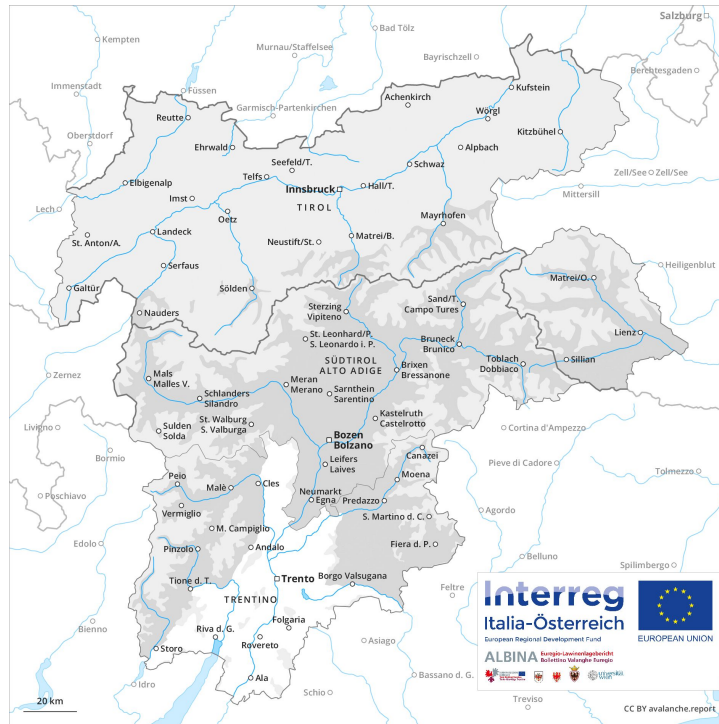 Salzburg
Kempten
Bad Tölz
Murnau/Staffelsee
Bayrischzell
Berchtesgaden
Immenstadt
Füssen
Garmisch-Partenkirchen
Achenkirch
Kufstein
Reutte
Wörgl
Oberstdorf
Ehrwald
Kitzbühel
Seefeld/T.
Alpbach
Schwaz
Telfs
Zell/See
Zell/See
Elbigenalp
Innsbruck
Hall/T.
Mittersill
Imst
TIROL
Lech
Oetz
Mayrhofen
Landeck
Matrei/B.
St. Anton/A.
Neustift/St.
Serfaus
Heiligenblut
Matrei/O.
Galtür
Sölden
Nauders
Sterzing
Vipiteno
Sand/T.
Campo Tures
St. Leonhard/P.
S. Leonardo i. P.
Lienz
Bruneck
Brunico
SÜDTIROL
ALTO ADIGE
Toblach
Dobbiaco
Sillian
Brixen
Bressanone
Zernez
Mals
Malles V.
Meran
Merano
Sarnthein
Sarentino
Schlanders
Silandro
Kastelruth
Castelrotto
St. Walburg
S. Valburga
Livigno
Sulden
Solda
Cortina d'Ampezzo
Bozen
Bolzano
Bormio
Canazei
Leifers
Laives
Pieve di Cadore
Tolmezzo
Peio
Moena
Malè
Cles
Poschiavo
Neumarkt
Egna
Predazzo
Vermiglio
Agordo
S. Martino d. C.
M. Campiglio
Edolo
Fiera d. P.
Pinzolo
Andalo
Belluno
Spilimbergo
Trento
Borgo Valsugana
Tione d. T.
Feltre
TRENTINO
Folgaria
Bienno
Riva d. G.
Rovereto
Asiago
Storo
Bassano d. G.
Ala
Idro
Schio
Treviso
20 km
Interreg
Italia-Österreich
European Regional Development Fund
EUROPEAN UNION
ALBINA
Euregio-Lawinenlagebericht
Bollettino Valanghe Euregio
universität
wien
CC BY avalanche.report